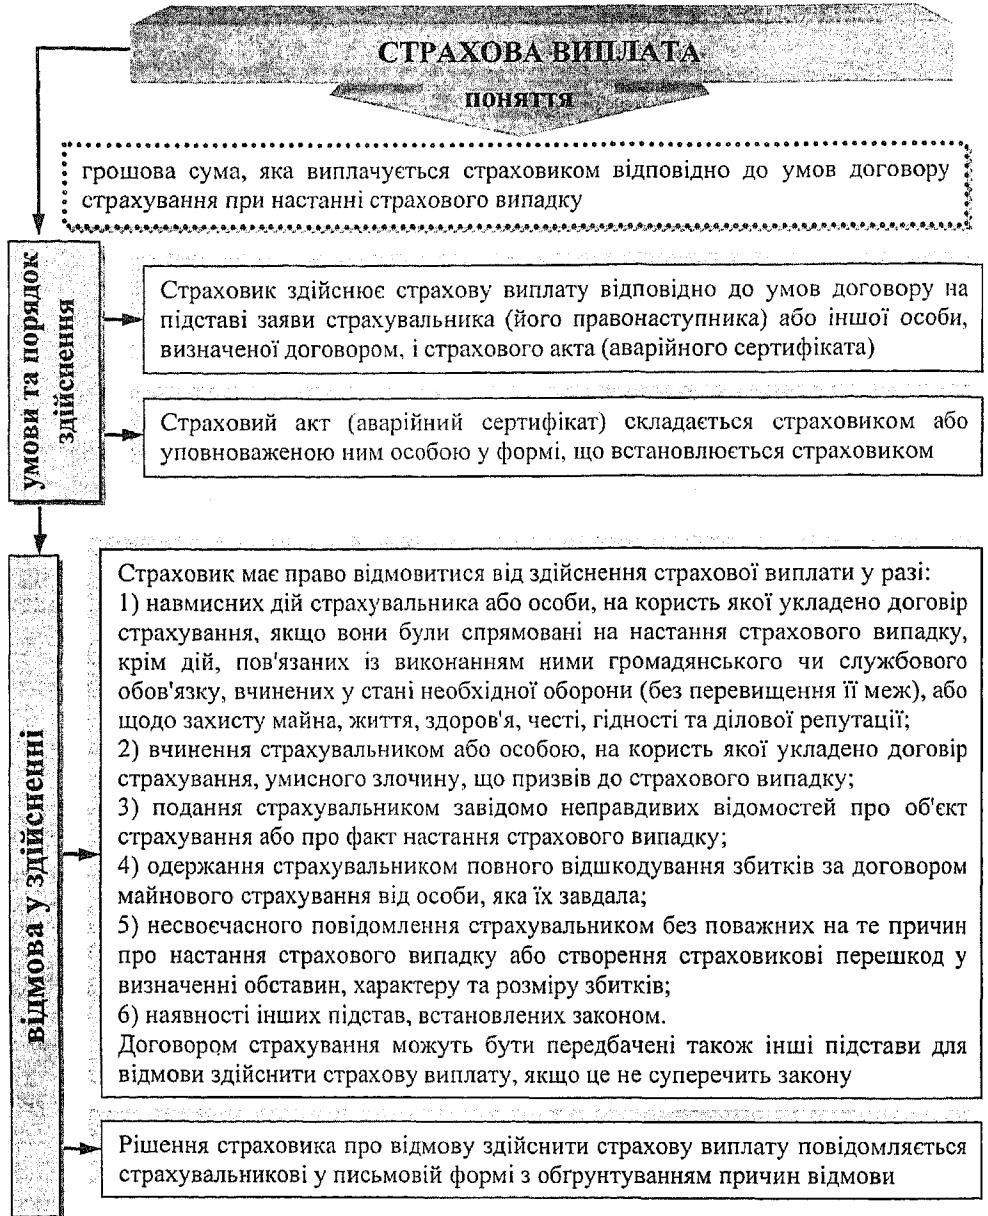 СТРАХОВА ВИПЛАТА
поняття
грошова сума, яка виплачується страховиком відповідно до умов договору
страхування при настанні страхового випадку
умови та порядок
здійснення
Страховик здійснює страхову виплату відповідно до умов договору на
підставі заяви страхувальника (його правонаступника) або іншої особи,
визначеної договором, і страхового акта (аварійного сертифіката)
Страховий акт (аварійний сертифікат) складається страховиком або
уповноваженою ним особою у формі, що встановлюється страховиком
відмова у здійсненні
Страховик має право відмовитися від здійснення страхової виплати у разі:
1) навмисних дій страхувальника або особи, на користь якої укладено договір
страхування, якщо вони були спрямовані на настання страхового випадку,
крім дій, пов'язаних із виконанням ними громадянського чи службового
обов'язку, вчинених у стані необхідної оборони (без перевищення її меж), або
щодо захисту майна, життя, здоров'я, честі, гідності та ділової репутації;
2) вчинення страхувальником або особою, на користь якої укладено договір
страхування, умисного злочину, що призвів до страхового випадку;
3) подання страхувальником завідомо неправдивих відомостей про об'єкт
страхування або про факт настання страхового випадку;
4) одержання страхувальником повного відшкодування збитків за договором
майнового страхування від особи, яка їх завдала;
5) несвоєчасного повідомлення страхувальником без поважних на те причин
про настання страхового випадку або створення страховикові перешкод у
визначенні обставин, характеру та розміру збитків;
6) наявності інших підстав, встановлених законом.
Договором страхування можуть бути передбачені також інші підстави для
відмови здійснити страхову виплату, якщо це не суперечить закону
Рішення страховика про відмову здійснити страхову виплату повідомляється
страхувальникові у письмовій формі з обґрунтуванням причин відмови